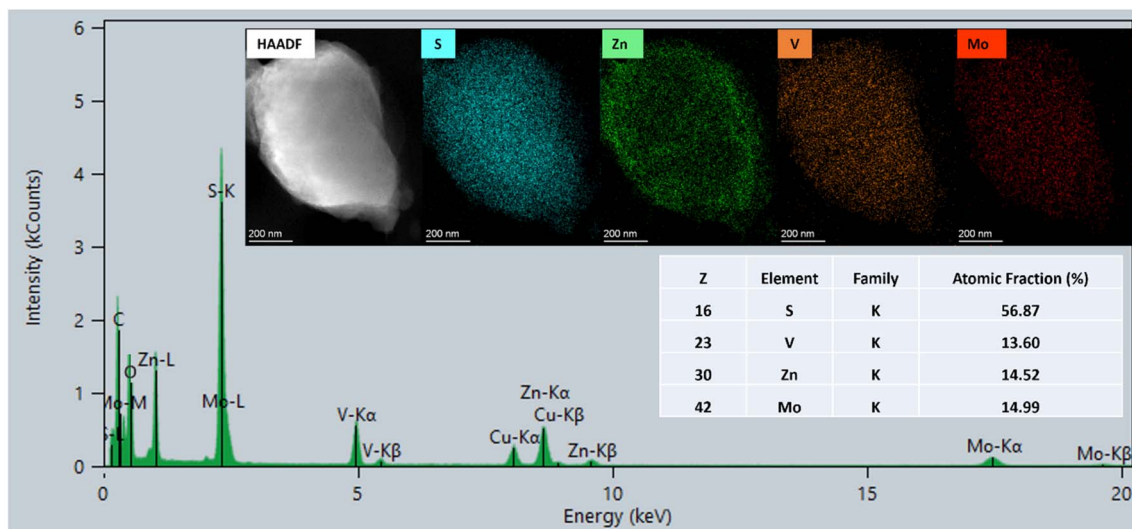 HAADF S Zn V Mo
200 nm 200 nm 200 nm 200 nm 200 nm
Intensity (kCounts)
6
5
4
3
2
1
0
S-K
C
Zn-L
O
Mo-M
Mo-L
S-L
V-Kα
V-Kβ
Zn-Kα
Cu-Kβ
Cu-Kα
Zn-Kβ
Mo-Kα
Mo-Kβ
Z Element Family Atomic Fraction (%)
16 S K 56.87
23 V K 13.60
30 Zn K 14.52
42 Mo K 14.99
0 5 10 15 20
Energy (keV)